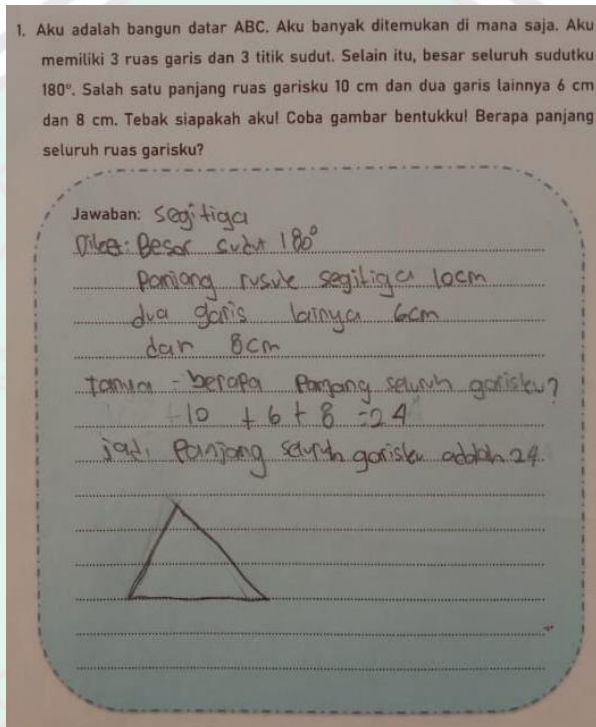 1. Aku adalah bangun datar ABC. Aku banyak ditemukan di mana saja. Aku
memiliki 3 ruas garis dan 3 titik sudut. Selain itu, besar seluruh sudutku
180°. Salah satu panjang ruas garisku 10 cm dan dua garis lainnya 6 cm
dan 8 cm. Tebak siapakah aku! Coba gambar bentukku! Berapa panjang
seluruh ruas garisku?
Jawaban: segitiga
Diket: Besar sudut 180°
Panjang rusuk segitiga 10cm
dua garis lainya 6cm
dan 8cm
tanya - berapa Panjang seluruh garisku?
10 + 6 + 8 = 24
jadi Panjang seluruh garisku adalah 24.